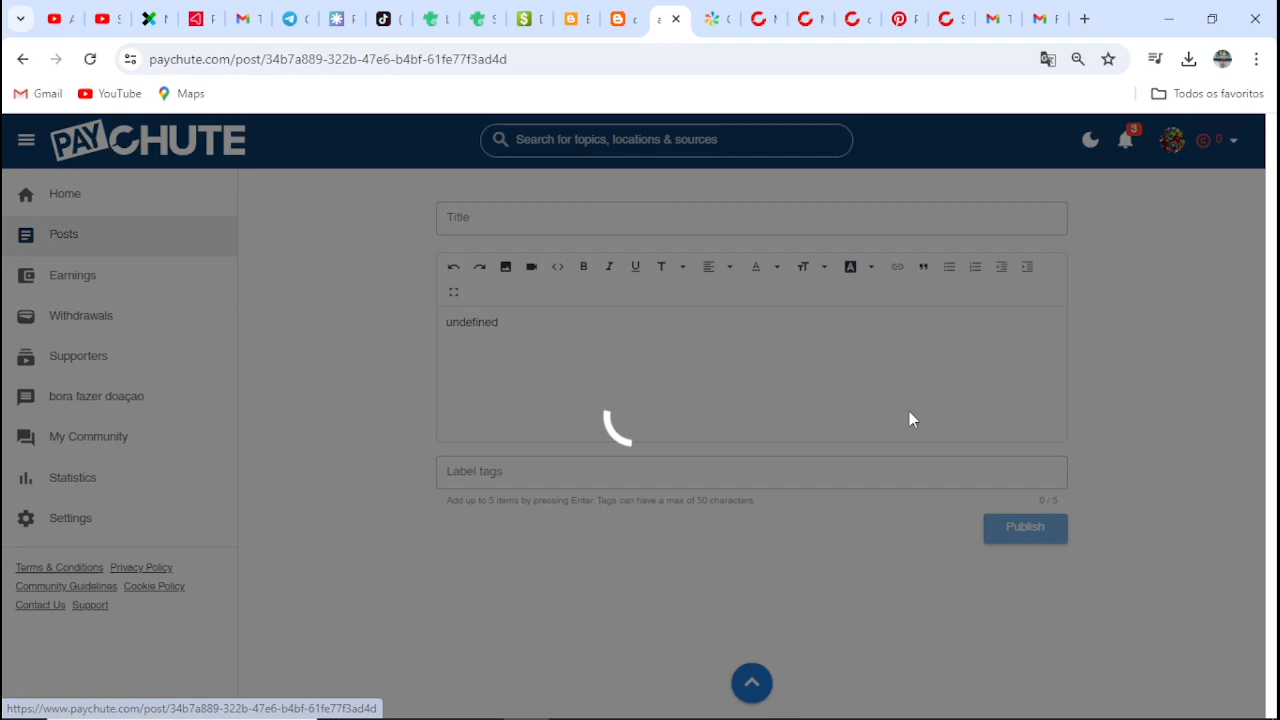 paychute.com/post/34b7a889-322b-47e6-b4bf-61fe77f3ad4d
Gmail YouTube Maps Todos os favoritos
PAYCHUTE Search for topics, locations & sources 3 0
Home
Posts
Earnings
Withdrawals
Supporters
bora fazer doaçao
My Community
Statistics
Settings
Terms & Conditions Privacy Policy
Community Guidelines Cookie Policy
Contact Us Support
Title
undefined
Label tags
Add up to 5 items by pressing Enter. Tags can have a max of 50 characters. 0 / 5
Publish
https://www.paychute.com/post/34b7a889-322b-47e6-b4bf-61fe77f3ad4d